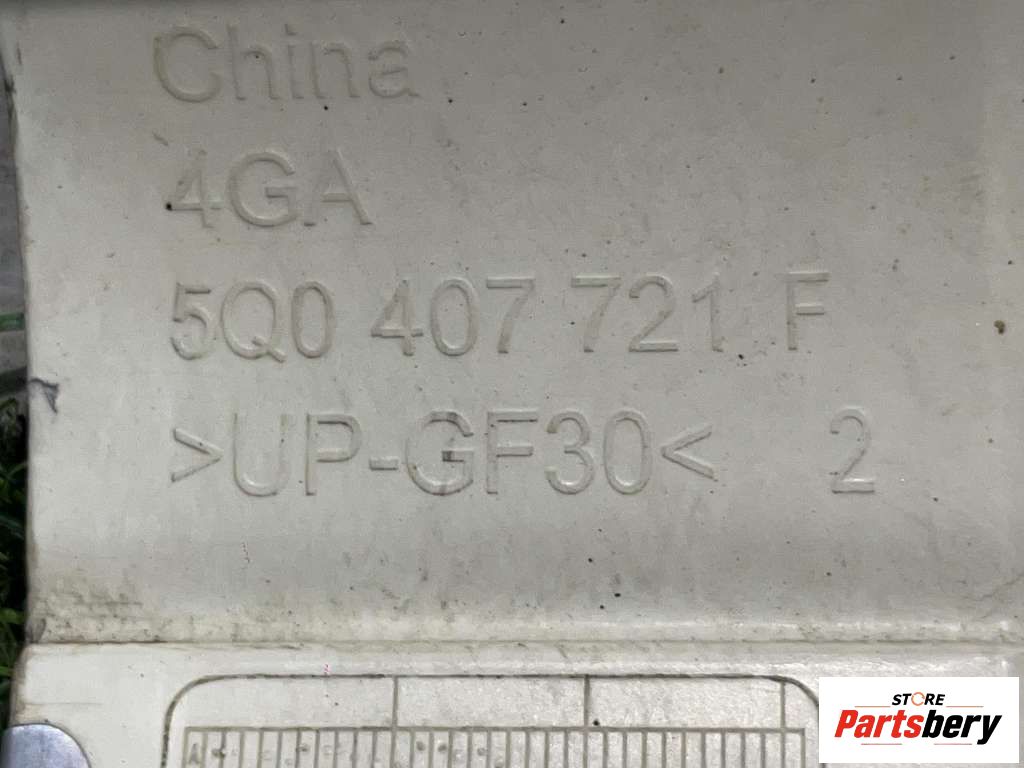 China
4GA
5Q0 407 721 F
>UP-GF30< 2
STORE
Partsbery